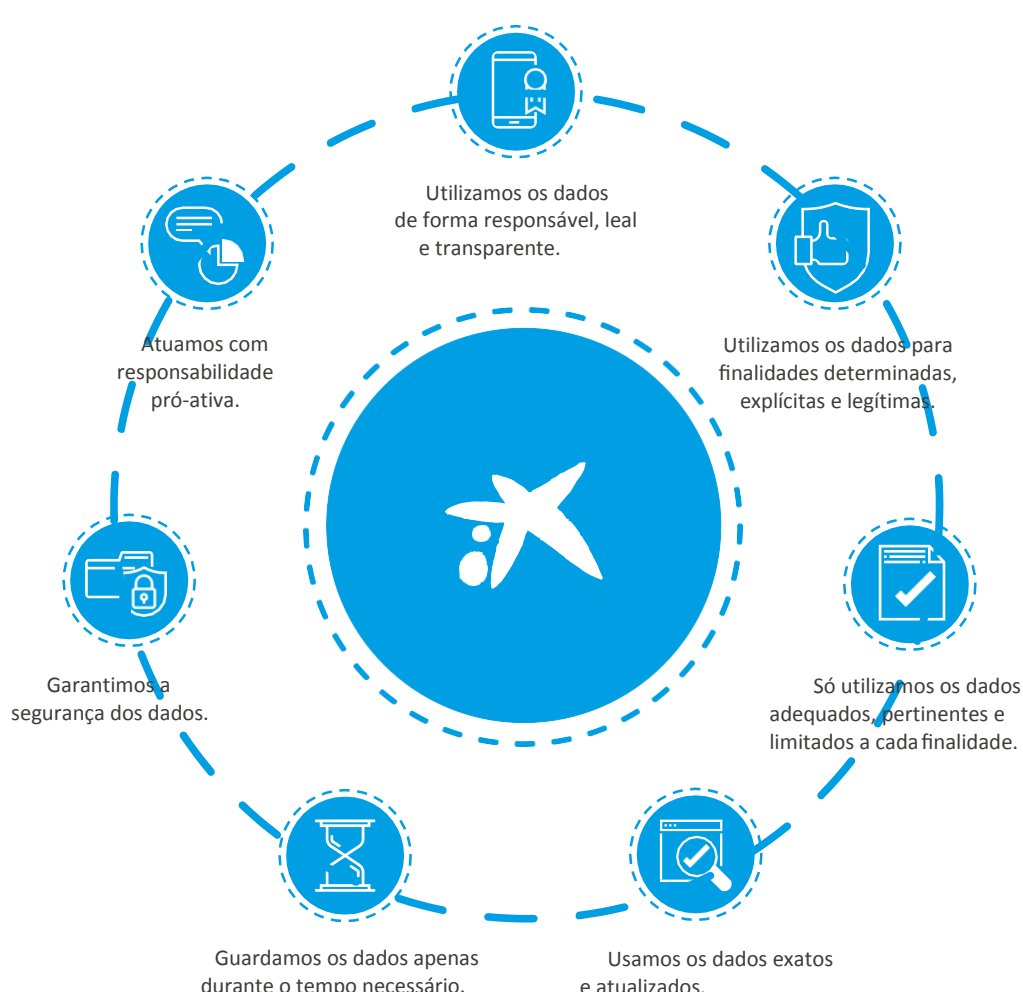 Utilizamos os dados
de forma responsável, leal
e transparente.
Utilizamos os dados para
finalidades determinadas,
explícitas e legítimas.
Só utilizamos os dados
adequados, pertinentes e
limitados a cada finalidade.
Usamos os dados exatos
e atualizados.
Guardamos os dados apenas
durante o tempo necessário.
Garantimos a
segurança dos dados.
Atuamos com
responsabilidade
pró-ativa.